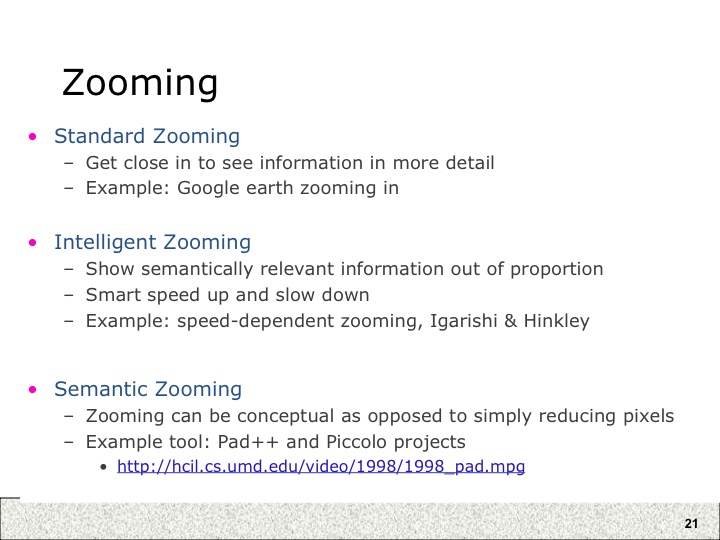 Zooming
• Standard Zooming
– Get close in to see information in more detail
– Example: Google earth zooming in
• Intelligent Zooming
– Show semantically relevant information out of proportion
– Smart speed up and slow down
– Example: speed-dependent zooming, Igarishi & Hinkley
• Semantic Zooming
– Zooming can be conceptual as opposed to simply reducing pixels
– Example tool: Pad++ and Piccolo projects
• http://hcil.cs.umd.edu/video/1998/1998_pad.mpg
21